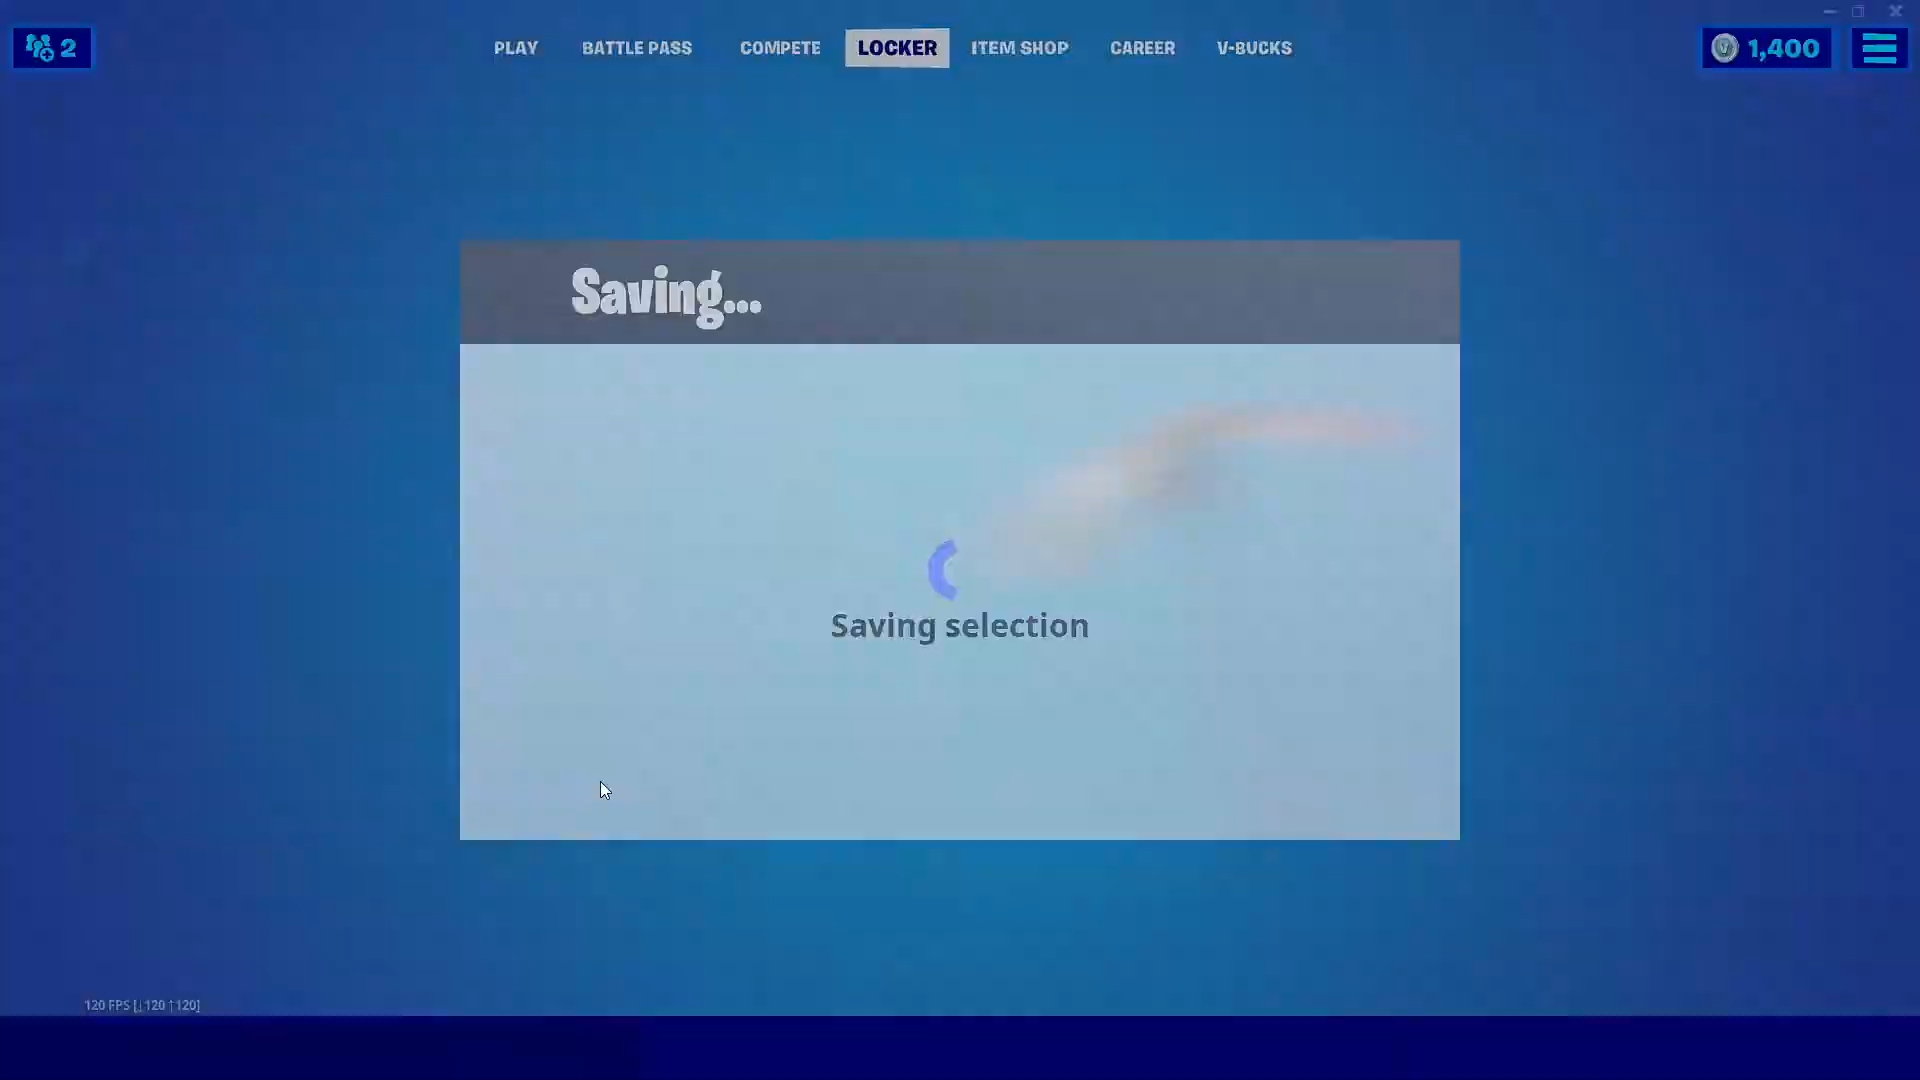 2
PLAY
BATTLE PASS
COMPETE
LOCKER
ITEM SHOP
CAREER
V-BUCKS
1,400
Saving...
Saving selection
120 FPS [↓120 ↑120]